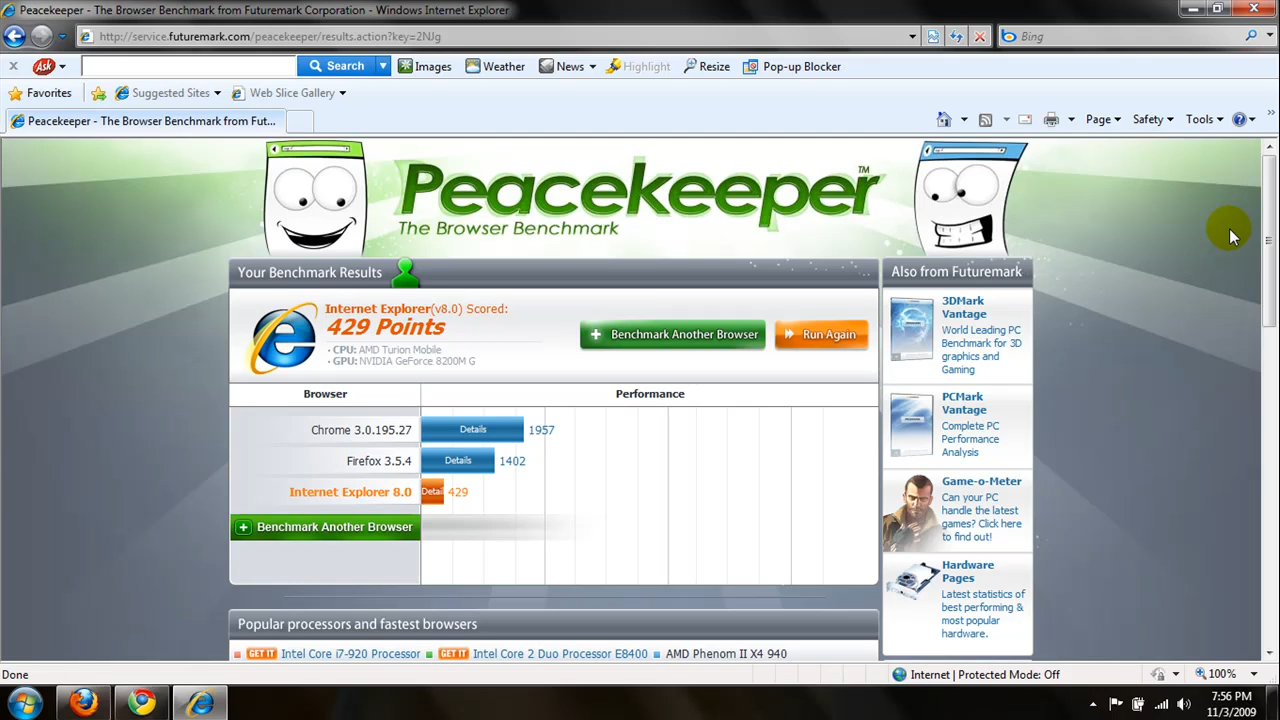 Peacekeeper - The Browser Benchmark from Futuremark Corporation - Windows Internet Explorer
http://service.futuremark.com/peacekeeper/results.action?key=2NJg
Bing
Ask Search Images Weather News Highlight Resize Pop-up Blocker
Favorites Suggested Sites Web Slice Gallery
Peacekeeper - The Browser Benchmark from Fut...
Page Safety Tools
Peacekeeper™
The Browser Benchmark
Your Benchmark Results
Internet Explorer(v8.0) Scored:
429 Points
· CPU: AMD Turion Mobile
· GPU: NVIDIA GeForce 8200M G
+ Benchmark Another Browser
Run Again
Browser Performance
Chrome 3.0.195.27 Details 1957
Firefox 3.5.4 Details 1402
Internet Explorer 8.0 Detai 429
+ Benchmark Another Browser
Also from Futuremark
3DMark
Vantage
World Leading PC
Benchmark for 3D
graphics and
Gaming
PCMark
Vantage
Complete PC
Performance
Analysis
Game-o-Meter
Can your PC
handle the latest
games? Click here
to find out!
Hardware
Pages
Latest statistics of
best performing &
most popular
hardware.
Popular processors and fastest browsers
GET IT Intel Core i7-920 Processor GET IT Intel Core 2 Duo Processor E8400 AMD Phenom II X4 940
Done
Internet | Protected Mode: Off
100%
7:56 PM
11/3/2009